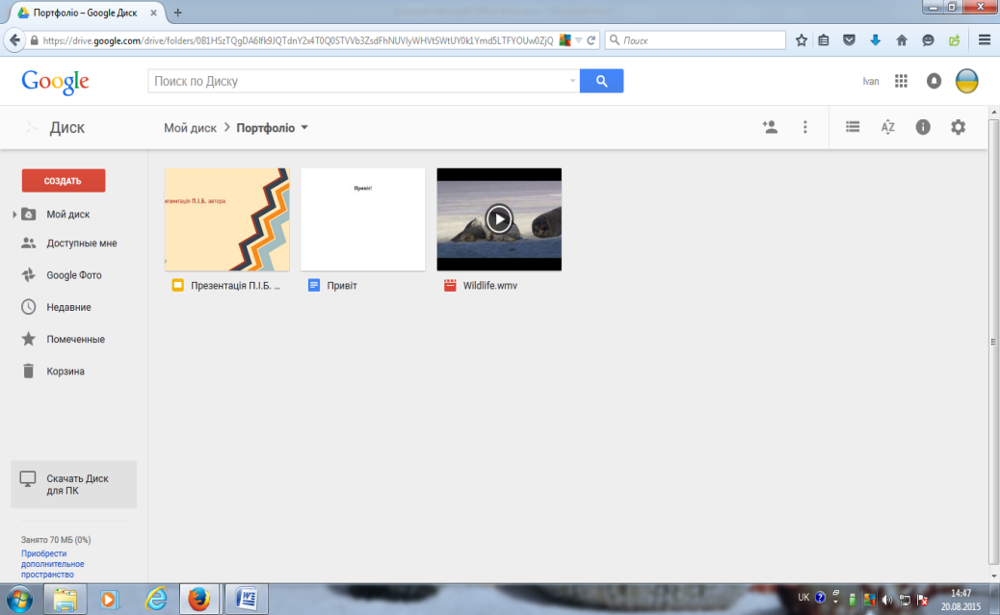 Портфоліо – Google Диск
https://drive.google.com/drive/folders/
Поиск
Google
Поиск по Диску
Ivan
Диск
Мой диск > Портфоліо
AZ
СОЗДАТЬ
Мой диск
Доступные мне
Google Фото
Недавние
Помеченные
Корзина
езентація П.І.Б. автора
Привіт!
Презентація П.І.Б. ...
Привіт
Wildlife.wmv
Скачать Диск
для ПК
Занято 70 МБ (0%)
Приобрести
дополнительное
пространство
UK
14:47
20.08.2015